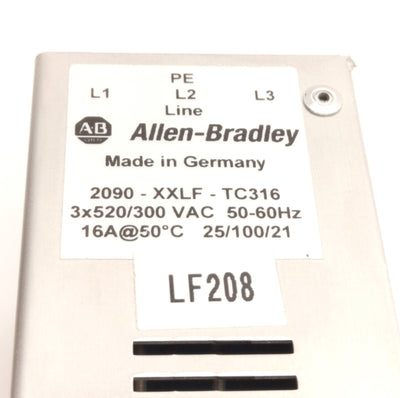 PE
L1 L2 L3
Line
AB Allen-Bradley
Made in Germany
2090 - XXLF - TC316
3x520/300 VAC 50-60Hz
16A@50°C 25/100/21
LF208